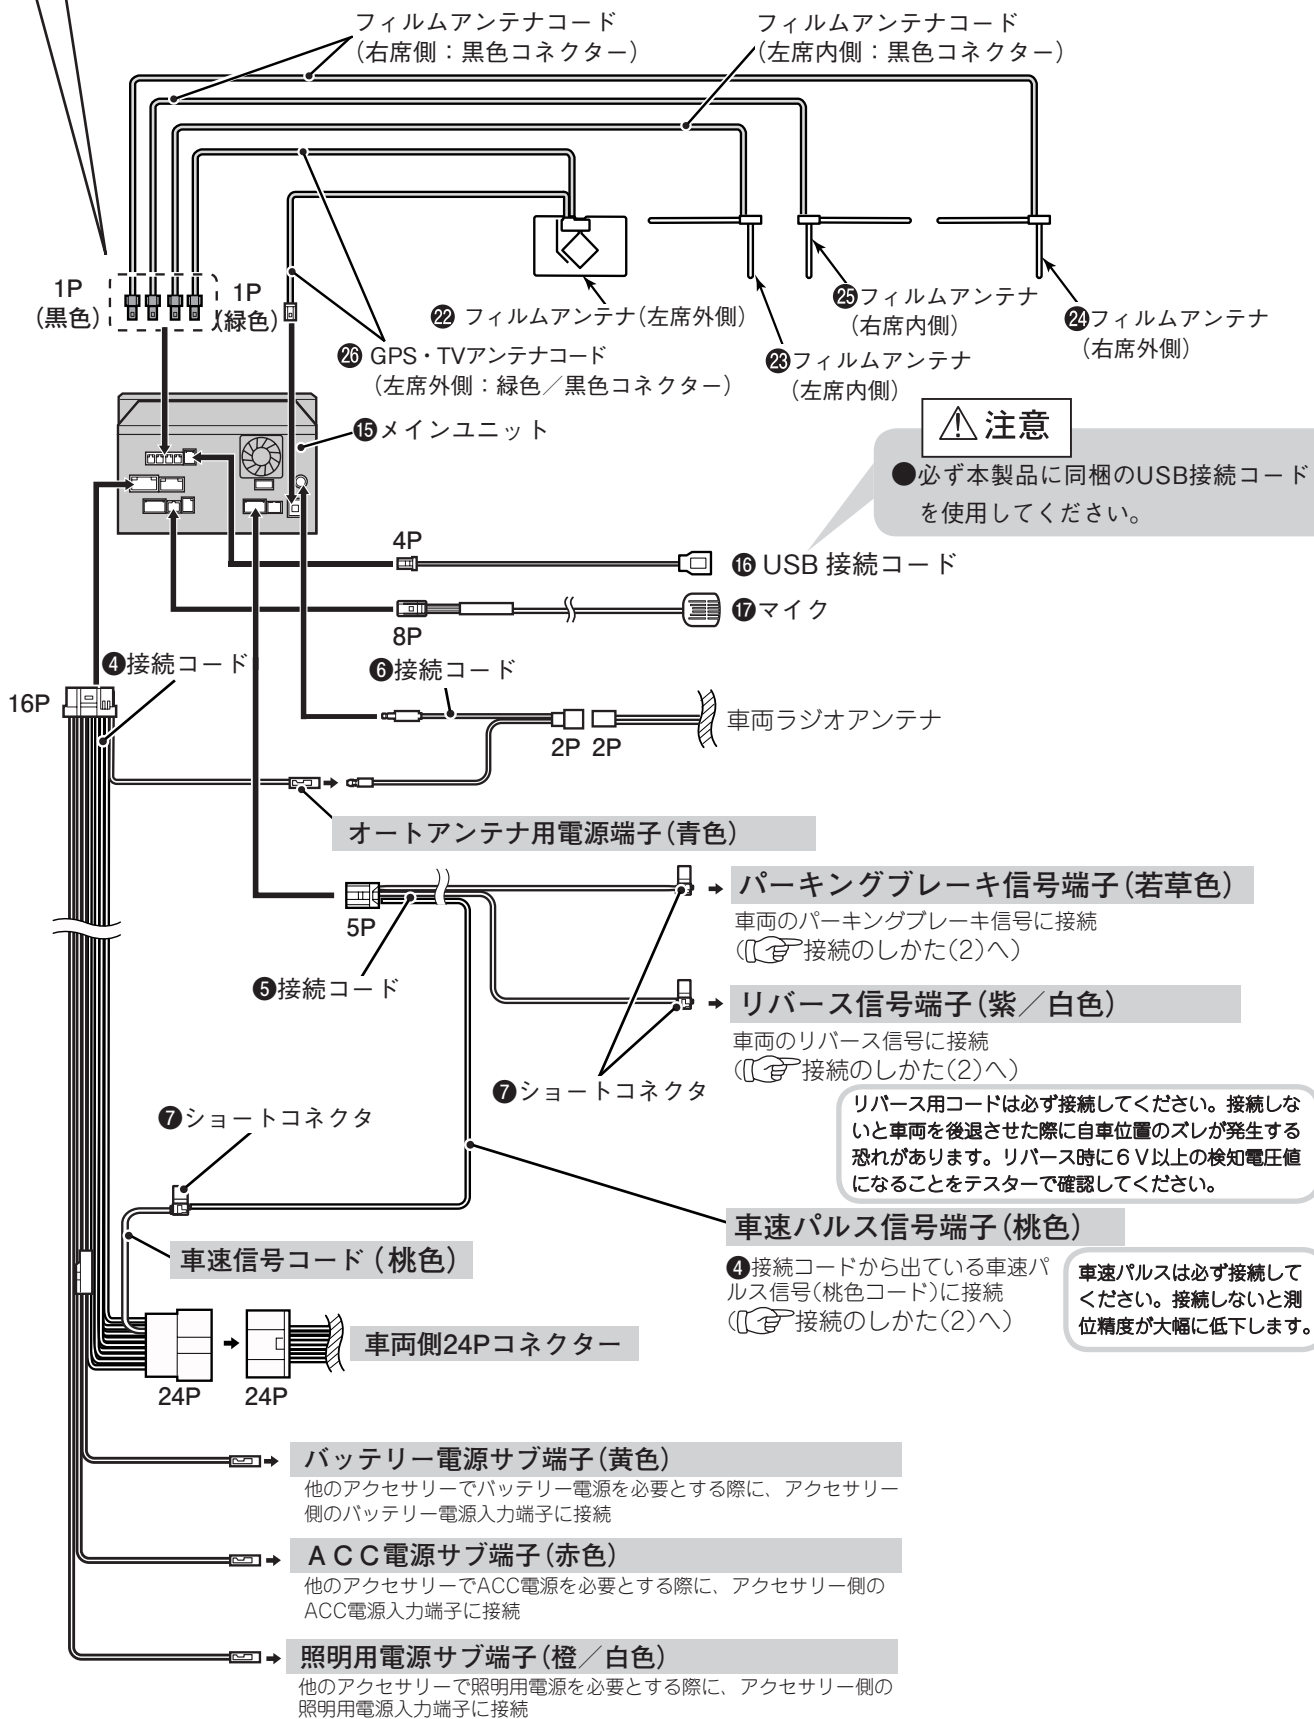 フィルムアンテナコード
(右席側：黒色コネクター)
フィルムアンテナコード
(左席内側：黒色コネクター)
1P
(黒色)
1P
(緑色)
㉒ フィルムアンテナ(左席外側)
㉕フィルムアンテナ
(右席内側)
㉔フィルムアンテナ
(右席外側)
㉖ GPS・TVアンテナコード
(左席外側：緑色／黒色コネクター)
㉓フィルムアンテナ
(左席内側)
⓯メインユニット
⚠ 注意
●必ず本製品に同梱のUSB接続コード
を使用してください。
4P
⓰ USB 接続コード
⓱マイク
8P
❹接続コード
❻接続コード
16P
車両ラジオアンテナ
2P 2P
オートアンテナ用電源端子(青色)
パーキングブレーキ信号端子(若草色)
車両のパーキングブレーキ信号に接続
(☞接続のしかた(2)へ)
5P
❺接続コード
リバース信号端子(紫／白色)
車両のリバース信号に接続
(☞接続のしかた(2)へ)
❼ショートコネクタ
❼ショートコネクタ
リバース用コードは必ず接続してください。接続しな
いと車両を後退させた際に自車位置のズレが発生する
恐れがあります。リバース時に６Ｖ以上の検知電圧値
になることをテスターで確認してください。
車速パルス信号端子(桃色)
車速信号コード(桃色)
❹接続コードから出ている車速パ
ルス信号(桃色コード)に接続
(☞接続のしかた(2)へ)
車速パルスは必ず接続して
ください。接続しないと測
位精度が大幅に低下します。
車両側24Pコネクター
24P 24P
バッテリー電源サブ端子(黄色)
他のアクセサリーでバッテリー電源を必要とする際に、アクセサリー
側のバッテリー電源入力端子に接続
ＡＣＣ電源サブ端子(赤色)
他のアクセサリーでACC電源を必要とする際に、アクセサリー側の
ACC電源入力端子に接続
照明用電源サブ端子(橙／白色)
他のアクセサリーで照明用電源を必要とする際に、アクセサリー側の
照明用電源入力端子に接続